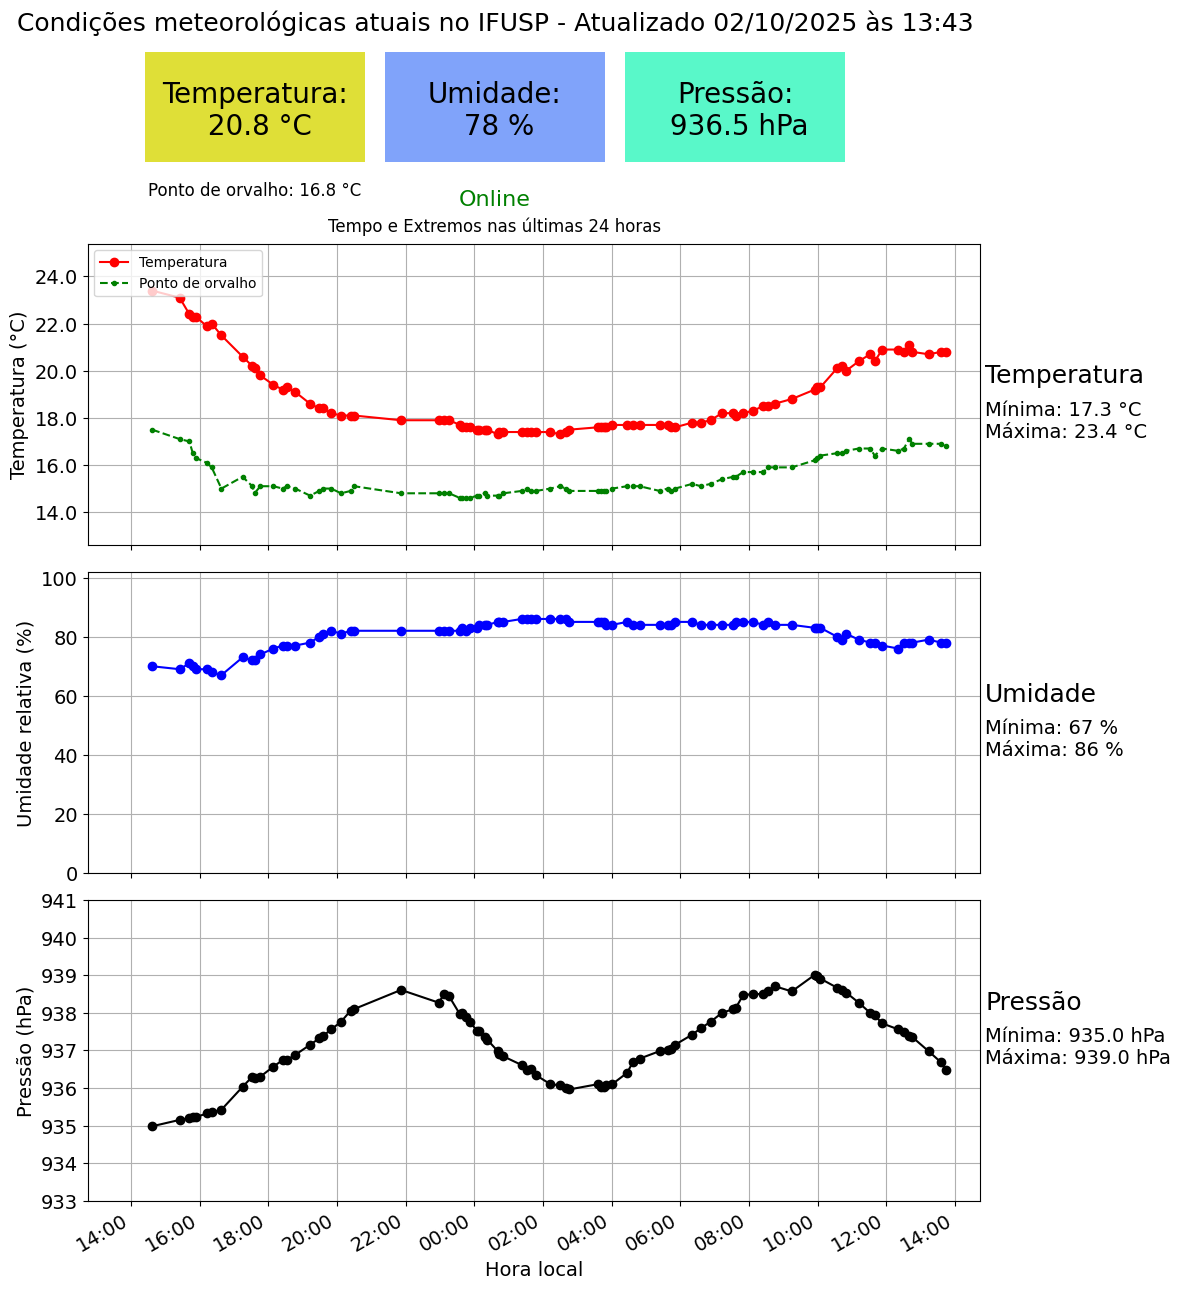 Condições meteorológicas atuais no IFUSP - Atualizado 02/10/2025 às 13:43
Temperatura:
20.8 °C
Umidade:
78 %
Pressão:
936.5 hPa
Ponto de orvalho: 16.8 °C
Online
Tempo e Extremos nas últimas 24 horas
Temperatura
Ponto de orvalho
Temperatura (°C)
24.0
22.0
20.0
18.0
16.0
14.0
Temperatura
Mínima: 17.3 °C
Máxima: 23.4 °C
Umidade relativa (%)
100
80
60
40
20
0
Umidade
Mínima: 67 %
Máxima: 86 %
Pressão (hPa)
941
940
939
938
937
936
935
934
933
Pressão
Mínima: 935.0 hPa
Máxima: 939.0 hPa
14:00 16:00 18:00 20:00 22:00 00:00 02:00 04:00 06:00 08:00 10:00 12:00 14:00
Hora local